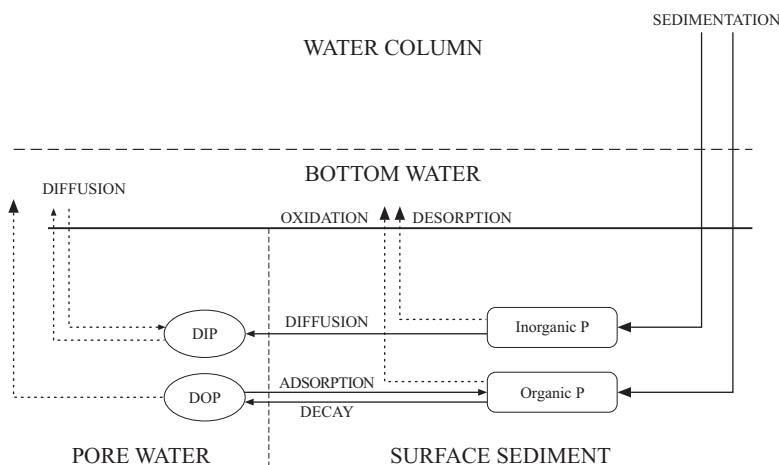 SEDIMENTATION
WATER COLUMN
BOTTOM WATER
DIFFUSION
OXIDATION DESORPTION
DIP
DIFFUSION
Inorganic P
DOP
ADSORPTION
Organic P
DECAY
PORE WATER
SURFACE SEDIMENT